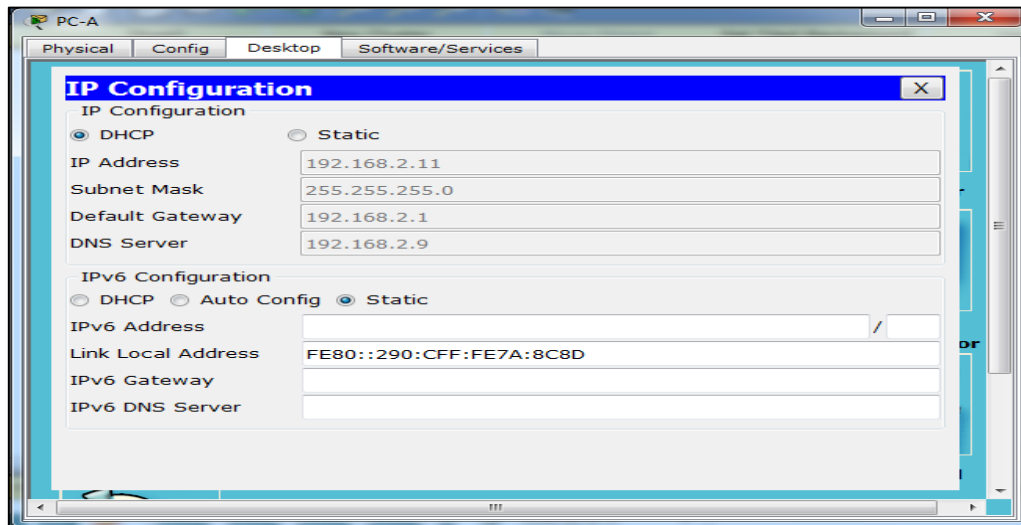 PC-A
Physical Config Desktop Software/Services
IP Configuration X
IP Configuration
DHCP Static
IP Address 192.168.2.11
Subnet Mask 255.255.255.0
Default Gateway 192.168.2.1
DNS Server 192.168.2.9
IPv6 Configuration
DHCP Auto Config Static
IPv6 Address /
Link Local Address FE80::290:CFF:FE7A:8C8D
IPv6 Gateway
IPv6 DNS Server
or